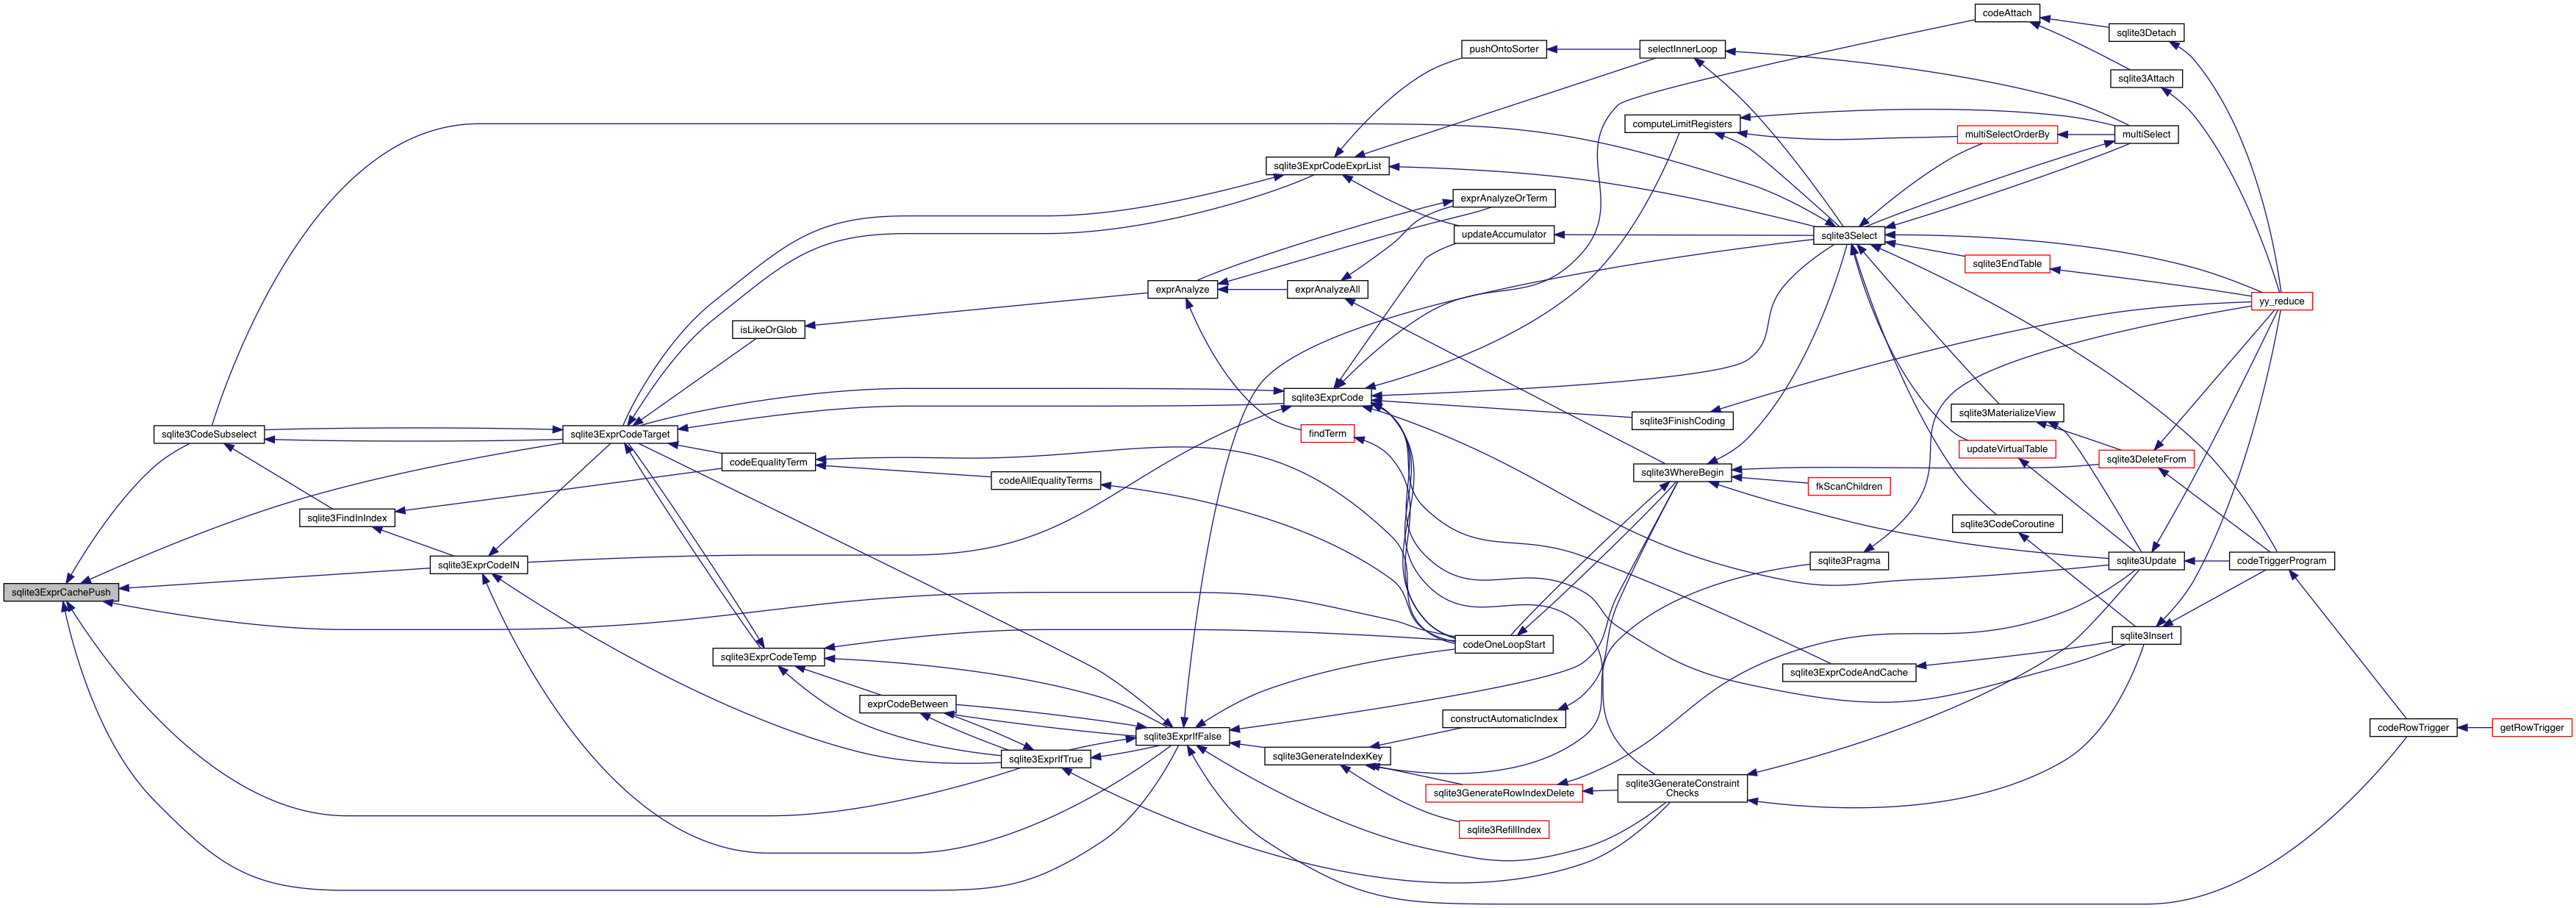 codeAttach
sqlite3Detach
pushOntoSorter
selectInnerLoop
sqlite3Attach
computeLimitRegisters
multiSelectOrderBy
multiSelect
sqlite3ExprCodeExprList
exprAnalyzeOrTerm
updateAccumulator
sqlite3Select
sqlite3EndTable
exprAnalyze
exprAnalyzeAll
yy_reduce
isLikeOrGlob
sqlite3ExprCode
sqlite3MaterializeView
sqlite3FinishCoding
sqlite3CodeSubselect
sqlite3ExprCodeTarget
findTerm
updateVirtualTable
codeEqualityTerm
sqlite3DeleteFrom
sqlite3WhereBegin
codeAllEqualityTerms
fkScanChildren
sqlite3FindInIndex
sqlite3CodeCoroutine
sqlite3ExprCodeIN
sqlite3Pragma
sqlite3Update
codeTriggerProgram
sqlite3ExprCachePush
sqlite3Insert
codeOneLoopStart
sqlite3ExprCodeTemp
sqlite3ExprCodeAndCache
exprCodeBetween
constructAutomaticIndex
codeRowTrigger
getRowTrigger
sqlite3ExprIfFalse
sqlite3GenerateIndexKey
sqlite3ExprIfTrue
sqlite3GenerateConstraint
Checks
sqlite3GenerateRowIndexDelete
sqlite3RefillIndex